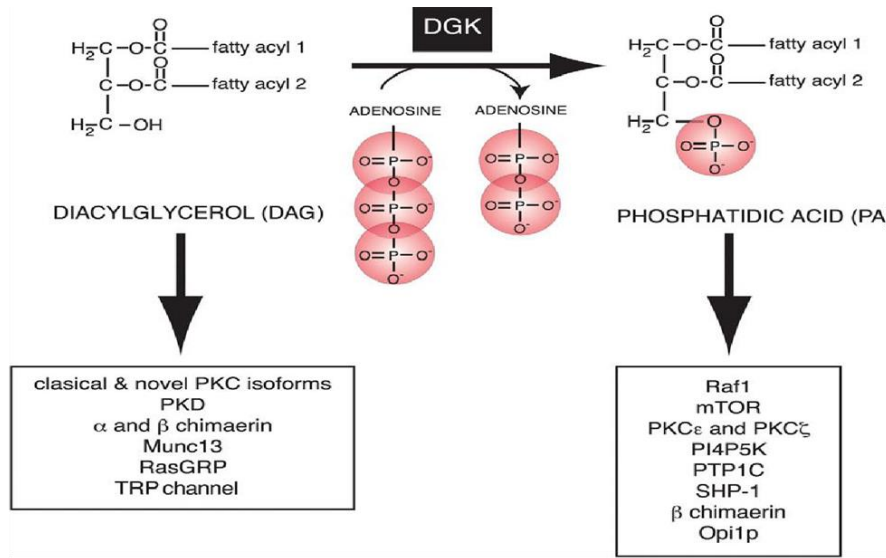 DGK
H₂C–O–C–fatty acyl 1
O
C–O–C–fatty acyl 2
O
H₂C–OH
ADENOSINE
O=P–O⁻
O
O=P–O⁻
O
O=P–O⁻
O⁻
ADENOSINE
O=P–O⁻
O
O=P–O⁻
O⁻
H₂C–O–C–fatty acyl 1
O
C–O–C–fatty acyl 2
O
H₂C–O
O=P–O⁻
O⁻
DIACYLGLYCEROL (DAG)
PHOSPHATIDIC ACID (PA
clasical & novel PKC isoforms
PKD
α and β chimaerin
Munc13
RasGRP
TRP channel
Raf1
mTOR
PKCε and PKCζ
PI4P5K
PTP1C
SHP-1
β chimaerin
Opi1p